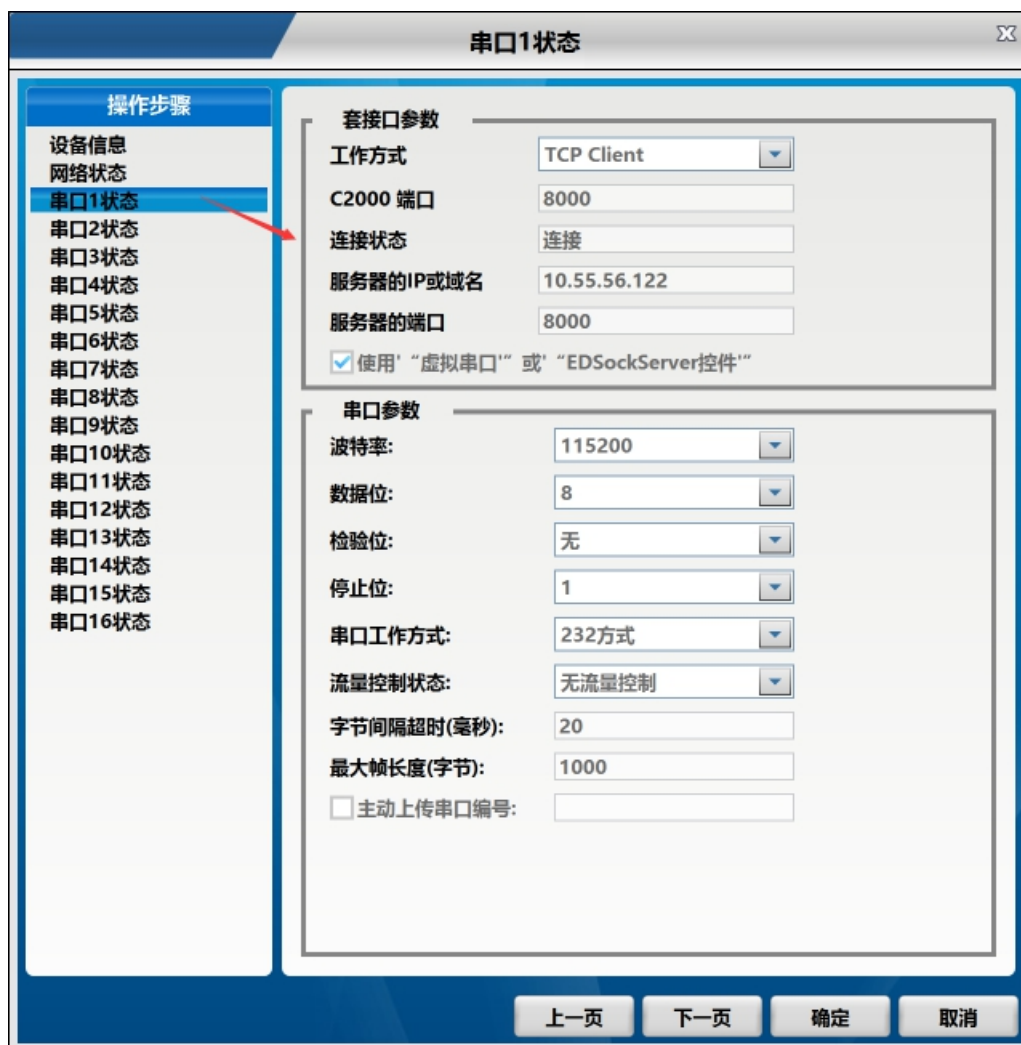 串口1状态
操作步骤
设备信息
网络状态
串口1状态
串口2状态
串口3状态
串口4状态
串口5状态
串口6状态
串口7状态
串口8状态
串口9状态
串口10状态
串口11状态
串口12状态
串口13状态
串口14状态
串口15状态
串口16状态
套接口参数
工作方式 TCP Client
C2000 端口 8000
连接状态 连接
服务器的IP或域名 10.55.56.122
服务器的端口 8000
使用'“虚拟串口'”或'“EDSockServer控件'”
串口参数
波特率: 115200
数据位: 8
检验位: 无
停止位: 1
串口工作方式: 232方式
流量控制状态: 无流量控制
字节间隔超时(毫秒): 20
最大帧长度(字节): 1000
主动上传串口编号:
上一页 下一页 确定 取消